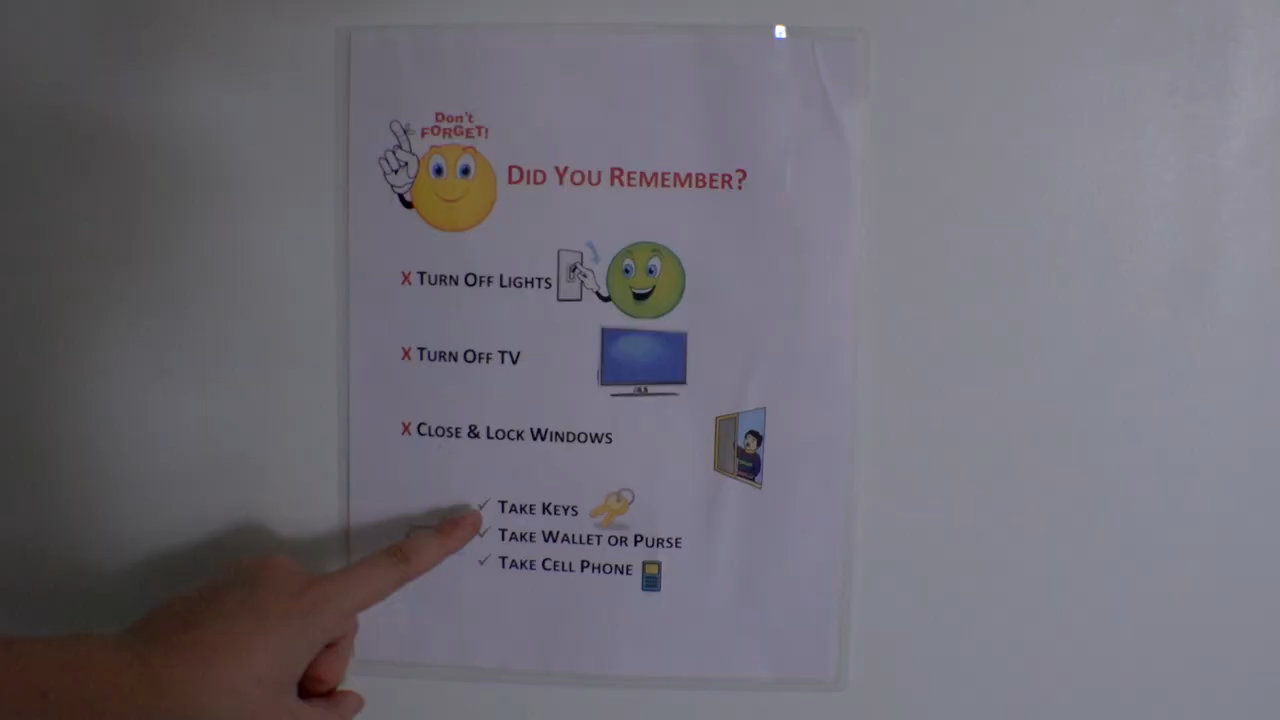 Don't
FORGET!
DID YOU REMEMBER?
X TURN OFF LIGHTS
X TURN OFF TV
X CLOSE & LOCK WINDOWS
✓ TAKE KEYS
✓ TAKE WALLET OR PURSE
✓ TAKE CELL PHONE